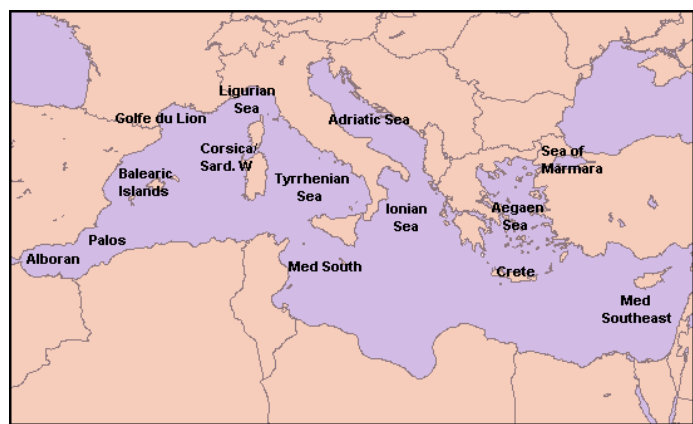 Ligurian
Sea
Golfe du Lion
Adriatic Sea
Corsica/
Sard. W
Sea of
Marmara
Balearic
Islands
Tyrrhenian
Sea
Ionian
Sea
Aegaen
Sea
Palos
Alboran
Med South
Crete
Med
Southeast